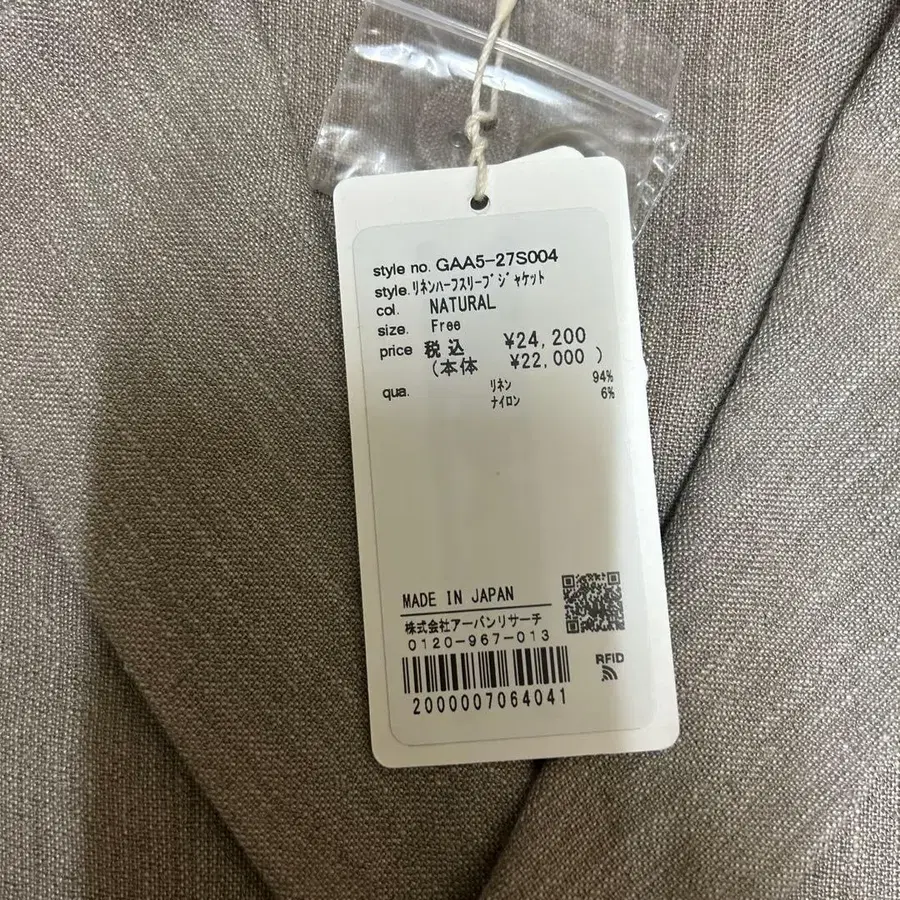 style no. GAA5-27S004
style. ﾘﾈﾝﾊｰﾌｽﾘｰﾌﾞｼﾞｬｹｯﾄ
col. NATURAL
size. Free
price 税込 ¥24,200
(本体 ¥22,000 )
qua. ﾘﾈﾝ 94%
ﾅｲﾛﾝ 6%
MADE IN JAPAN
株式会社アーバンリサーチ
0120-967-013
RFID
2000007064041